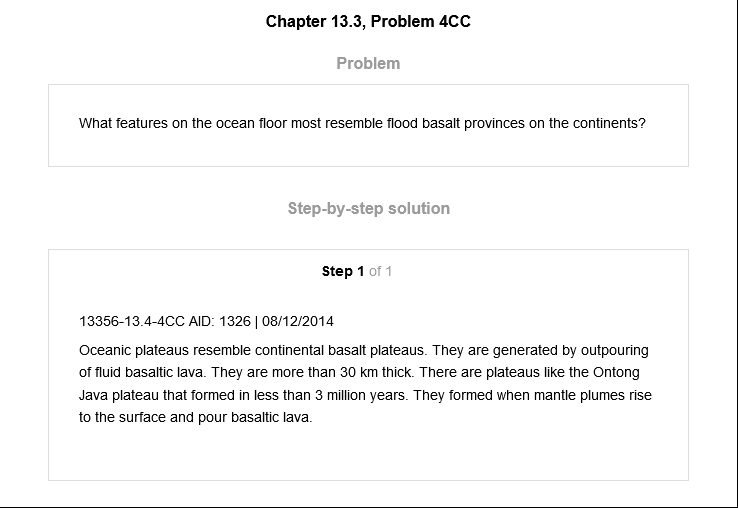 Chapter 13.3, Problem 4CC
Problem
What features on the ocean floor most resemble flood basalt provinces on the continents?
Step-by-step solution
Step 1 of 1
13356-13.4-4CC AID: 1326 | 08/12/2014
Oceanic plateaus resemble continental basalt plateaus. They are generated by outpouring
of fluid basaltic lava. They are more than 30 km thick. There are plateaus like the Ontong
Java plateau that formed in less than 3 million years. They formed when mantle plumes rise
to the surface and pour basaltic lava.